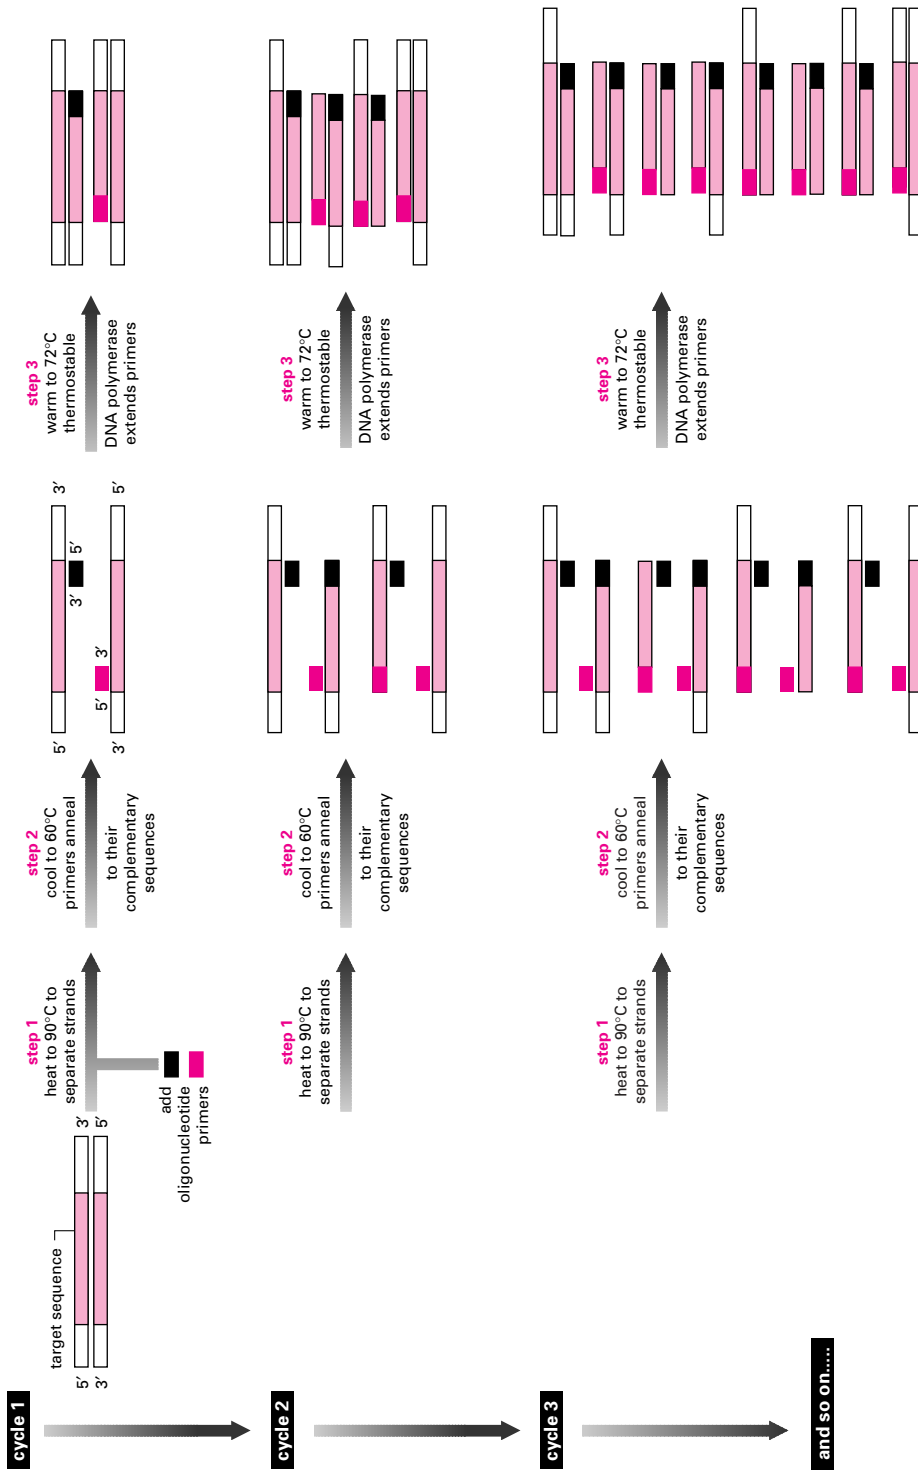 cycle 1
target sequence
5′ 3′
3′ 5′
add
oligonucleotide
primers
step 1
heat to 90°C to
separate strands
step 2
cool to 60°C
primers anneal
to their
complementary
sequences
5′ 3′
3′ 5′
5′ 3′
3′ 5′
step 3
warm to 72°C
thermostable
DNA polymerase
extends primers
cycle 2
step 1
heat to 90°C to
separate strands
step 2
cool to 60°C
primers anneal
to their
complementary
sequences
step 3
warm to 72°C
thermostable
DNA polymerase
extends primers
cycle 3
step 1
heat to 90°C to
separate strands
step 2
cool to 60°C
primers anneal
to their
complementary
sequences
step 3
warm to 72°C
thermostable
DNA polymerase
extends primers
and so on.....